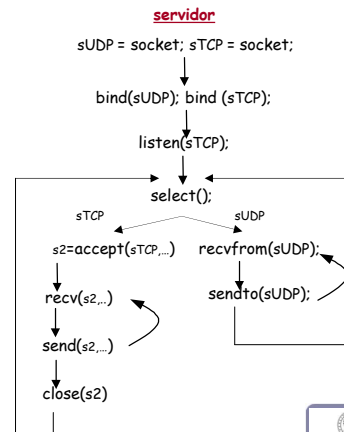 servidor
sUDP = socket; sTCP = socket;
bind(sUDP); bind (sTCP);
listen(sTCP);
select();
sTCP sUDP
s2=accept(sTCP,...) recvfrom(sUDP);
recv(s2,..) sendto(sUDP);
send(s2,...)
close(s2)